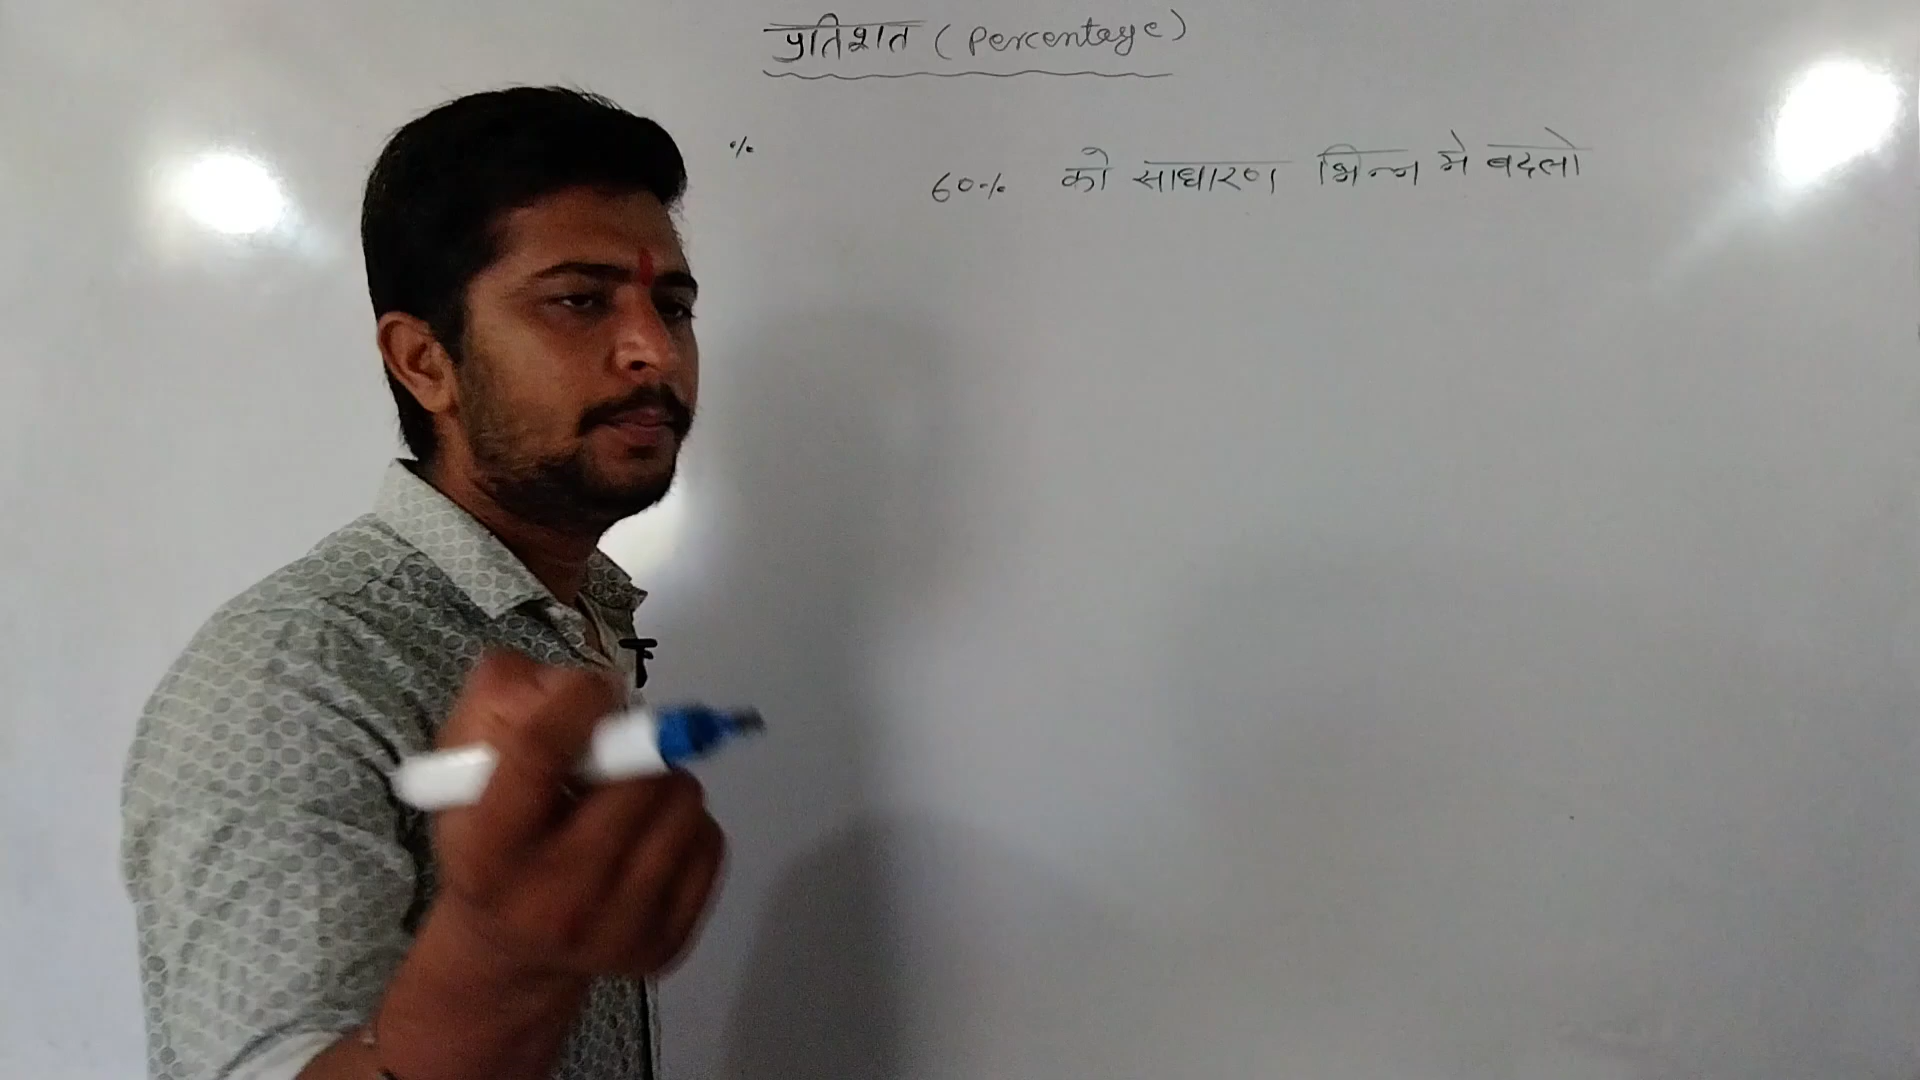 प्रतिशत ( Percentage )
%
60% को साधारण भिन्न मे बदलो